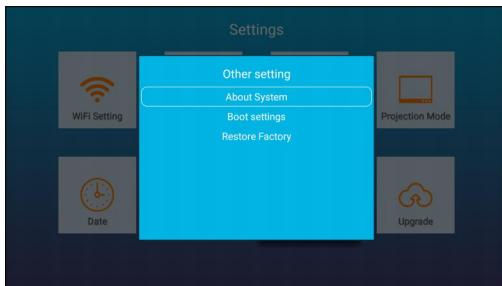 Settings
Other setting
About System
Boot settings
Restore Factory
WiFi Setting
Projection Mode
Date
Upgrade